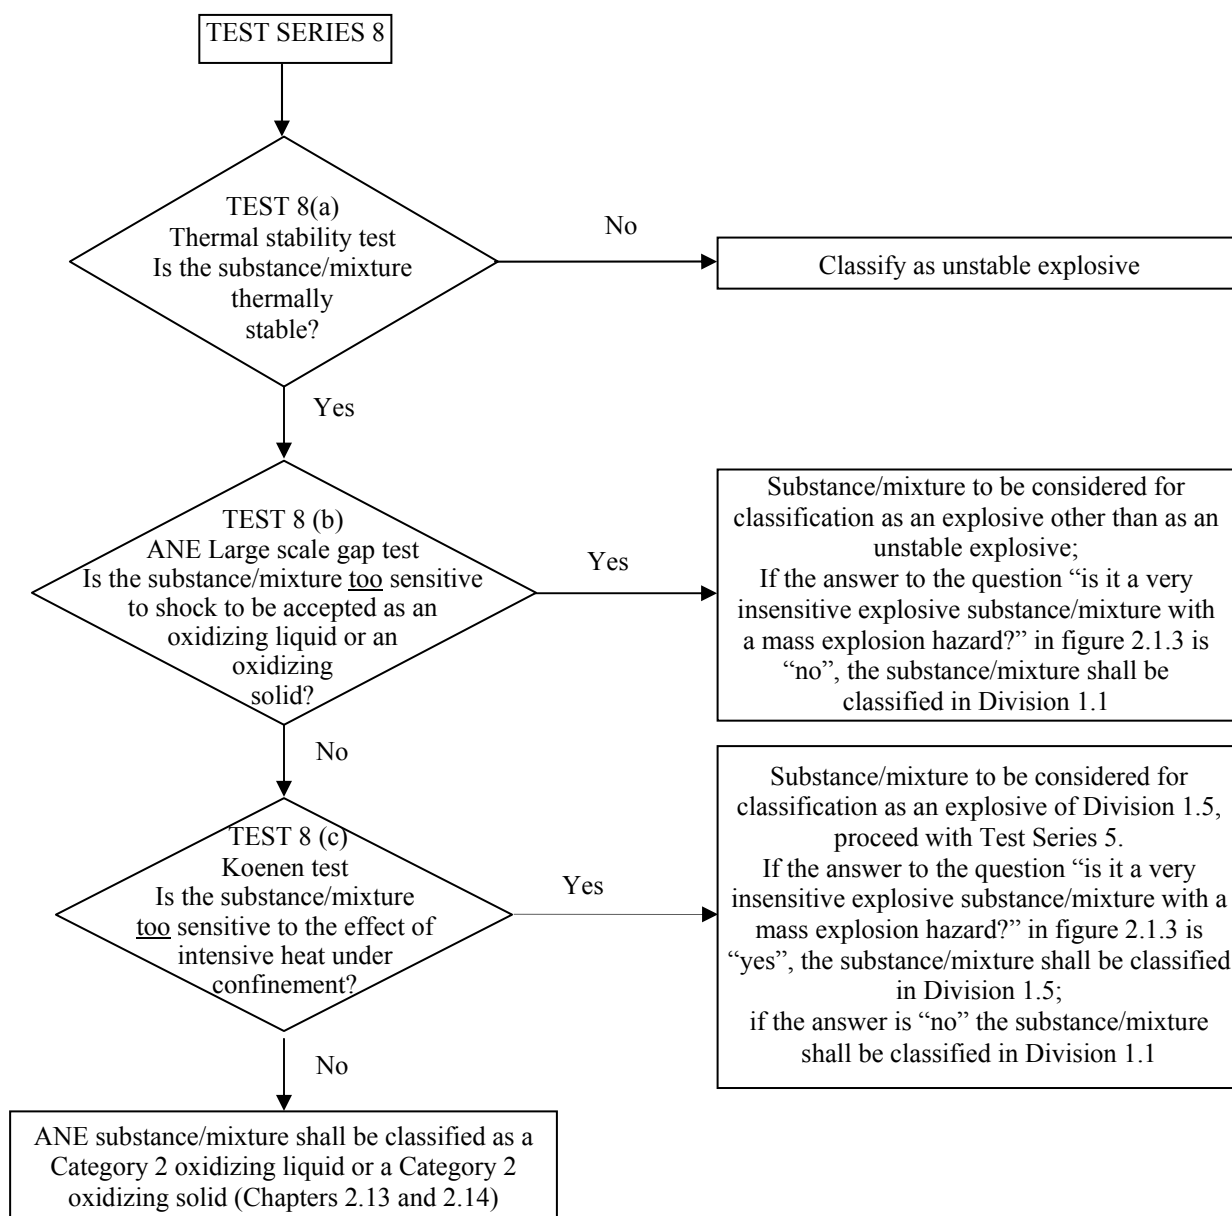 TEST SERIES 8
TEST 8(a)
Thermal stability test
Is the substance/mixture
thermally
stable?
No
Classify as unstable explosive
Yes
TEST 8 (b)
ANE Large scale gap test
Is the substance/mixture too sensitive
to shock to be accepted as an
oxidizing liquid or an
oxidizing
solid?
Yes
Substance/mixture to be considered for
classification as an explosive other than as an
unstable explosive;
If the answer to the question “is it a very
insensitive explosive substance/mixture with
a mass explosion hazard?” in figure 2.1.3 is
“no”, the substance/mixture shall be
classified in Division 1.1
No
TEST 8 (c)
Koenen test
Is the substance/mixture
too sensitive to the effect of
intensive heat under
confinement?
Yes
Substance/mixture to be considered for
classification as an explosive of Division 1.5,
proceed with Test Series 5.
If the answer to the question “is it a very
insensitive explosive substance/mixture with a
mass explosion hazard?” in figure 2.1.3 is
“yes”, the substance/mixture shall be classified
in Division 1.5;
if the answer is “no” the substance/mixture
shall be classified in Division 1.1
No
ANE substance/mixture shall be classified as a
Category 2 oxidizing liquid or a Category 2
oxidizing solid (Chapters 2.13 and 2.14)